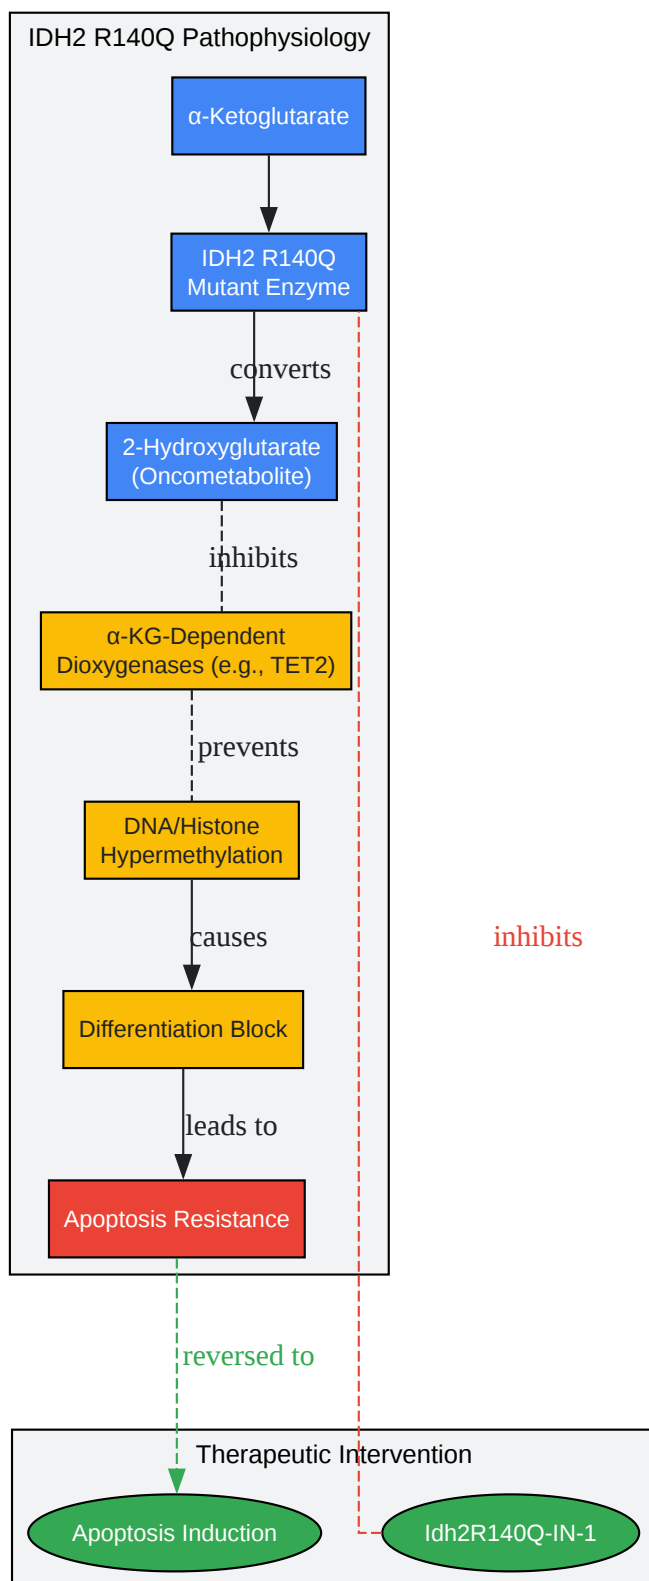 IDH2 R140Q Pathophysiology
α-Ketoglutarate
IDH2 R140Q
Mutant Enzyme
converts
2-Hydroxyglutarate
(Oncometabolite)
inhibits
α-KG-Dependent
Dioxygenases (e.g., TET2)
prevents
DNA/Histone
Hypermethylation
causes
inhibits
Differentiation Block
leads to
Apoptosis Resistance
reversed to
Therapeutic Intervention
Apoptosis Induction
Idh2R140Q-IN-1